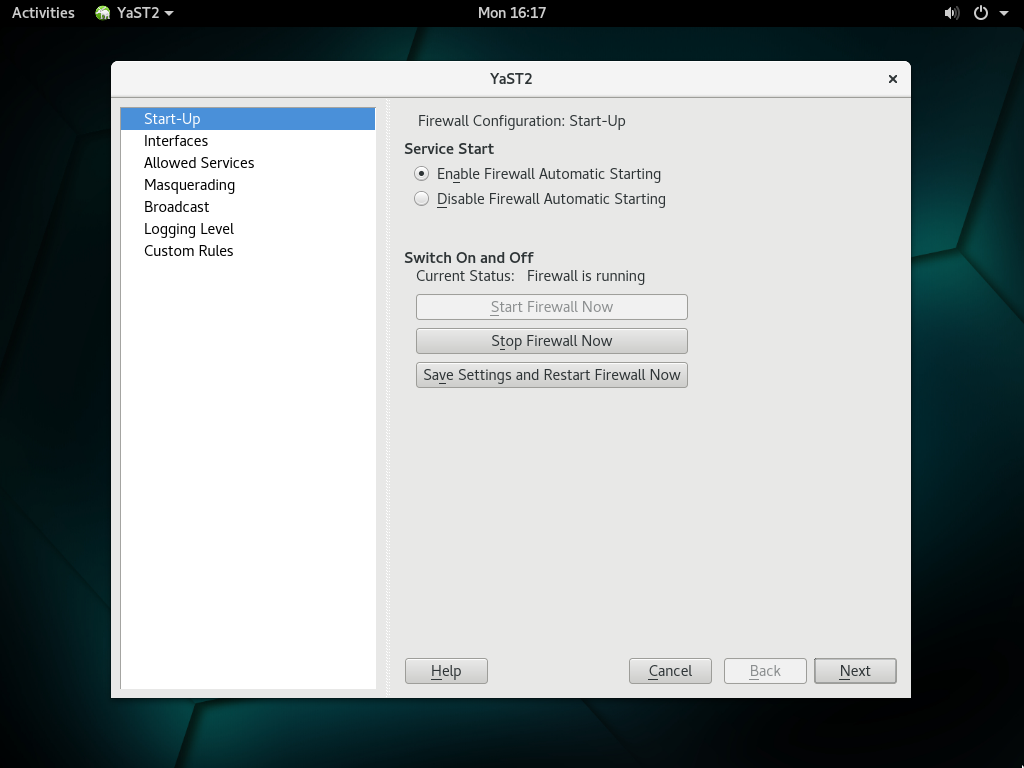 Activities YaST2 Mon 16:17
YaST2
Start-Up
Interfaces
Allowed Services
Masquerading
Broadcast
Logging Level
Custom Rules
Firewall Configuration: Start-Up
Service Start
Enable Firewall Automatic Starting
Disable Firewall Automatic Starting
Switch On and Off
Current Status: Firewall is running
Start Firewall Now
Stop Firewall Now
Save Settings and Restart Firewall Now
Help Cancel Back Next